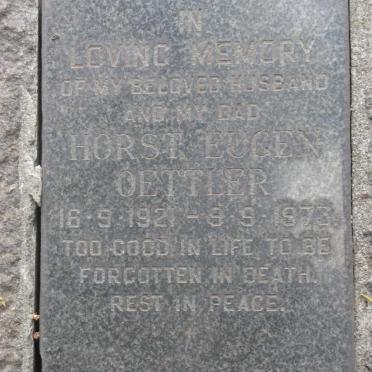 IN
LOVING MEMORY
OF MY BELOVED HUSBAND
AND MY DAD
HORST EUGEN
OETTLER
16-9-1921 - 9-9-1973
TOO GOOD IN LIFE TO BE
FORGOTTEN IN DEATH.
REST IN PEACE.